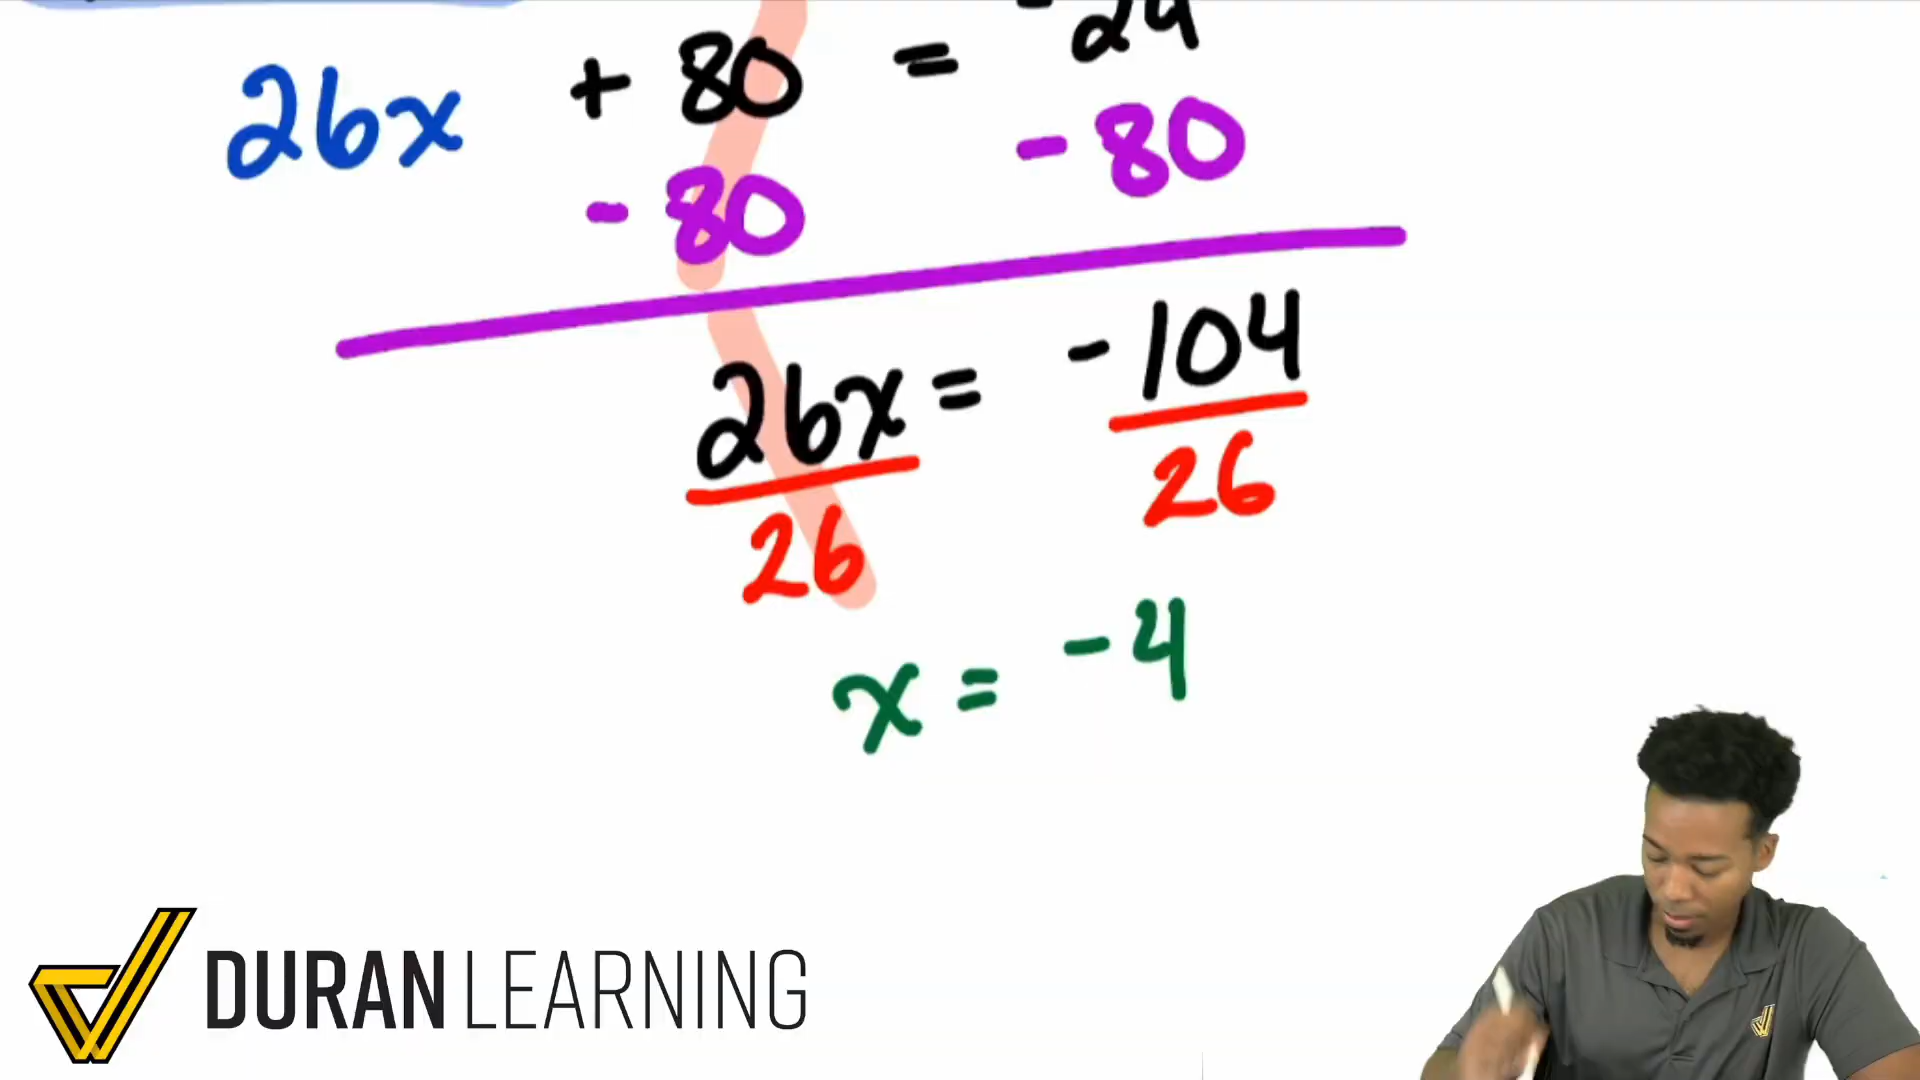 26x + 80 = -24
- 80 - 80
26x = -104
26 26
x = -4
DURAN LEARNING